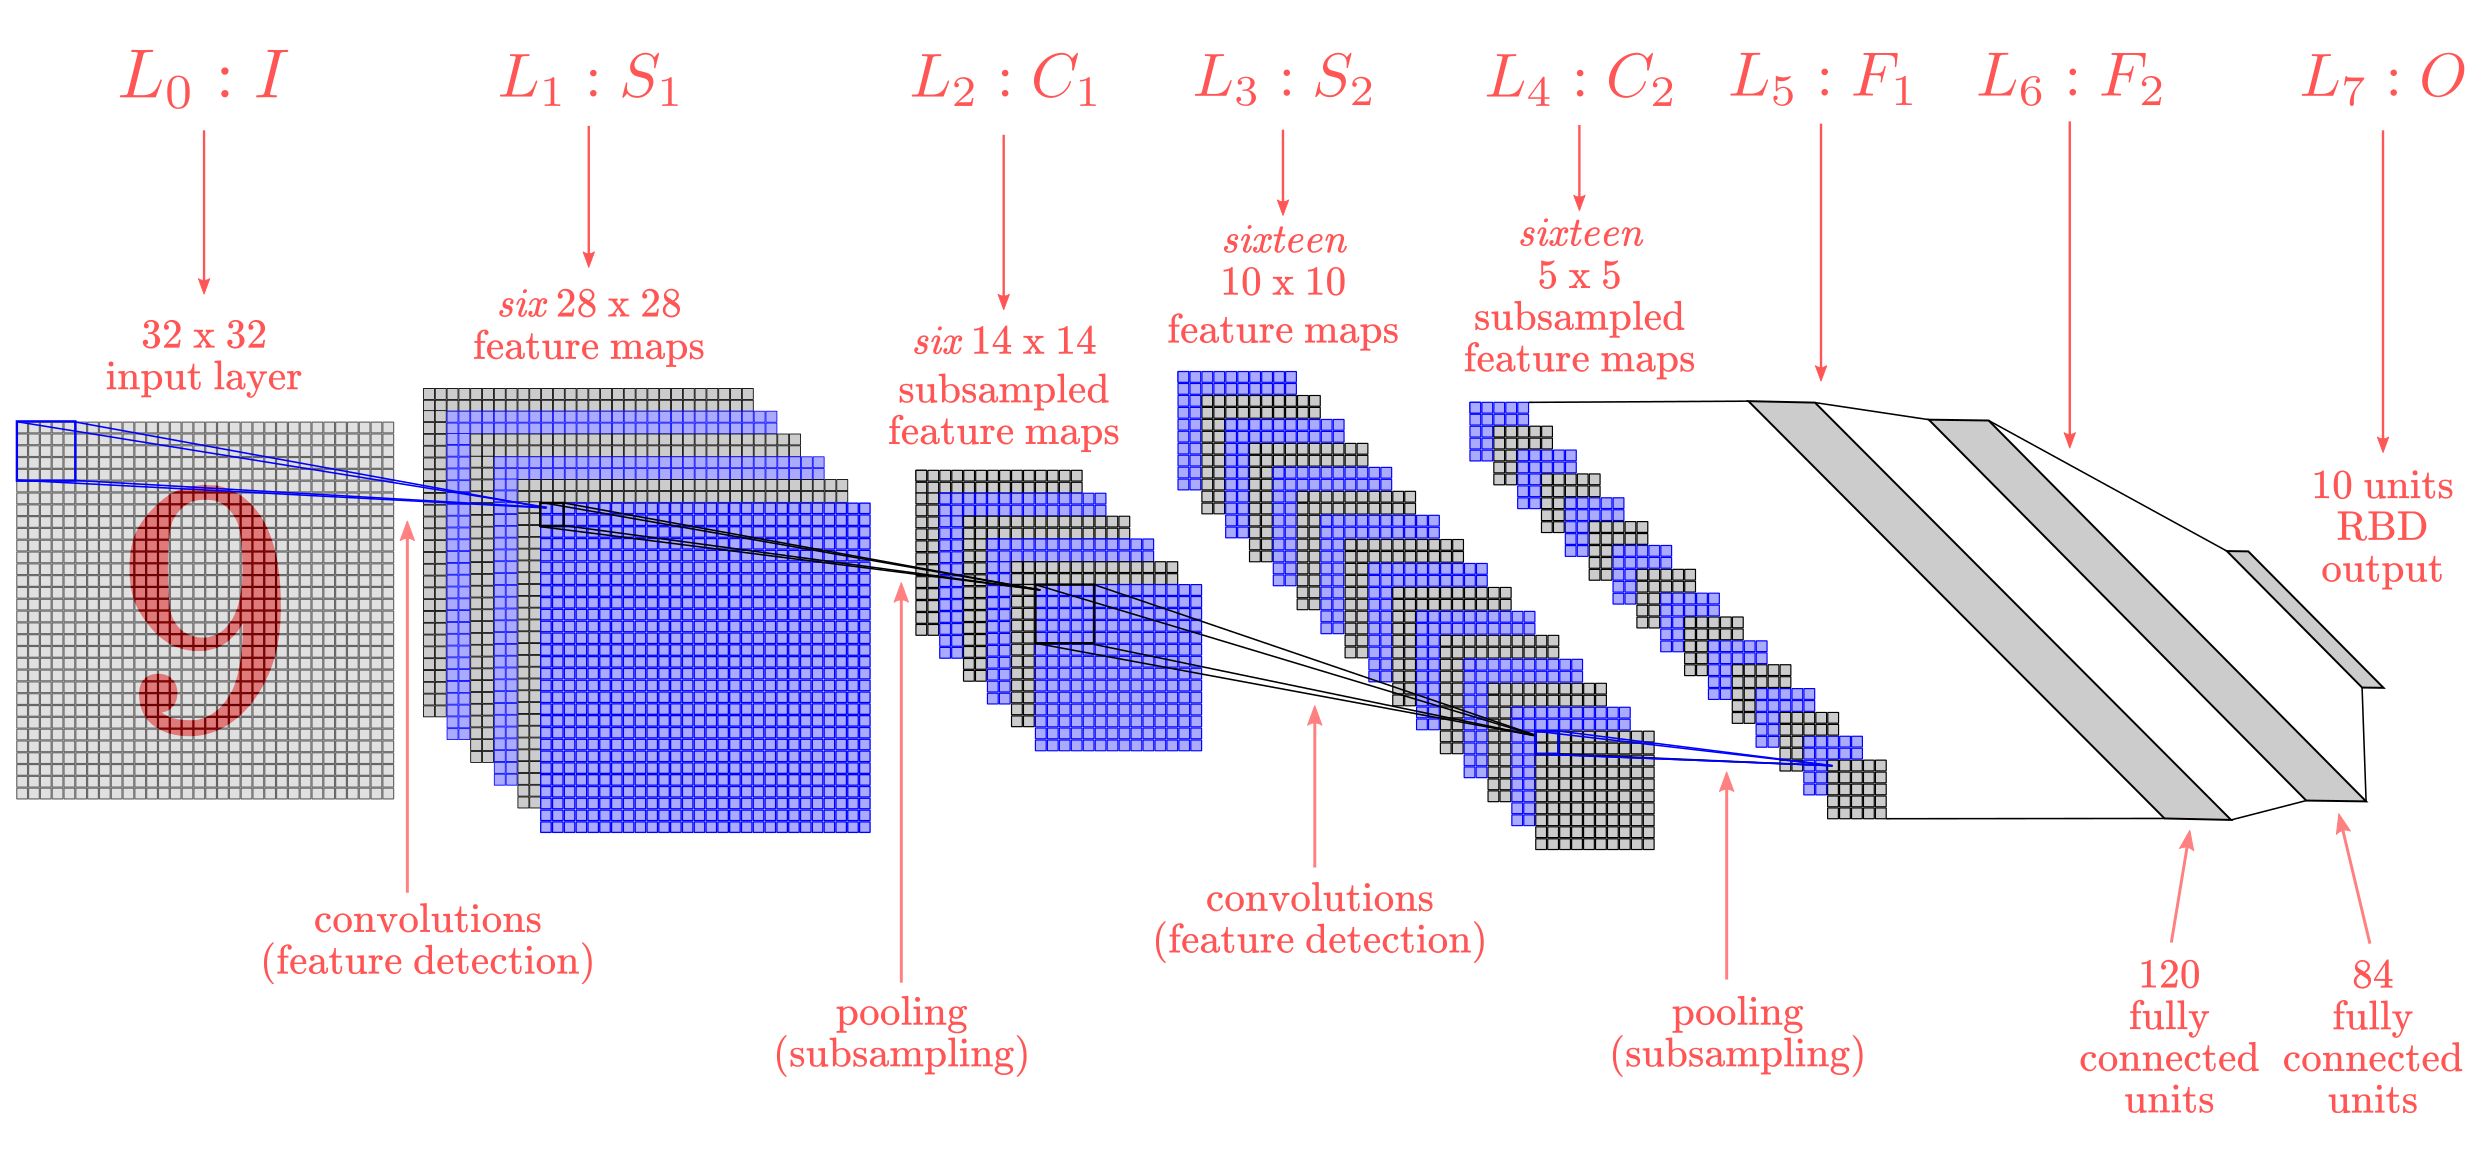 L₀ : I
L₁ : S₁
L₂ : C₁
L₃ : S₂
L₄ : C₂
L₅ : F₁
L₆ : F₂
L₇ : O
32 x 32
input layer
six 28 x 28
feature maps
six 14 x 14
subsampled
feature maps
sixteen
10 x 10
feature maps
sixteen
5 x 5
subsampled
feature maps
10 units
RBD
output
9
convolutions
(feature detection)
pooling
(subsampling)
convolutions
(feature detection)
pooling
(subsampling)
120
fully
connected
units
84
fully
connected
units